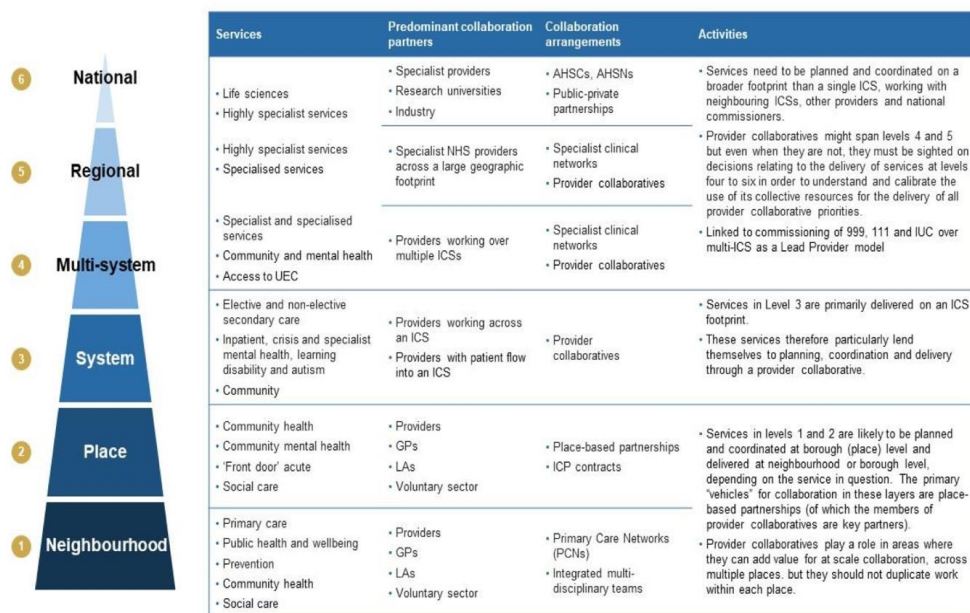 Services
Predominant collaboration
partners
Collaboration
arrangements
Activities
6
National
• Life sciences
• Highly specialist services
• Specialist providers
• Research universities
• Industry
• AHSCs, AHSNs
• Public-private
partnerships
• Services need to be planned and coordinated on a
broader footprint than a single ICS, working with
neighbouring ICSs, other providers and national
commissioners.
• Provider collaboratives might span levels 4 and 5
but even when they are not, they must be sighted on
decisions relating to the delivery of services at levels
four to six in order to understand and calibrate the
use of its collective resources for the delivery of all
provider collaborative priorities.
• Linked to commissioning of 999, 111 and IUC over
multi-ICS as a Lead Provider model
5
Regional
• Highly specialist services
• Specialised services
• Specialist NHS providers
across a large geographic
footprint
• Specialist clinical
networks
• Provider collaboratives
4
Multi-system
• Specialist and specialised
services
• Community and mental health
• Access to UEC
• Providers working over
multiple ICSs
• Specialist clinical
networks
• Provider collaboratives
3
System
• Elective and non-elective
secondary care
• Inpatient, crisis and specialist
mental health, learning
disability and autism
• Community
• Providers working across
an ICS
• Providers with patient flow
into an ICS
• Provider
collaboratives
• Services in Level 3 are primarily delivered on an ICS
footprint.
• These services therefore particularly lend
themselves to planning, coordination and delivery
through a provider collaborative.
2
Place
• Community health
• Community mental health
• 'Front door' acute
• Social care
• Providers
• GPs
• LAs
• Voluntary sector
• Place-based partnerships
• ICP contracts
• Services in levels 1 and 2 are likely to be planned
and coordinated at borough (place) level and
delivered at neighbourhood or borough level,
depending on the service in question. The primary
"vehicles" for collaboration in these layers are place-
based partnerships (of which the members of
provider collaboratives are key partners).
• Provider collaboratives play a role in areas where
they can add value for at scale collaboration, across
multiple places. but they should not duplicate work
within each place.
1
Neighbourhood
• Primary care
• Public health and wellbeing
• Prevention
• Community health
• Social care
• Providers
• GPs
• LAs
• Voluntary sector
• Primary Care Networks
(PCNs)
• Integrated multi-
disciplinary teams